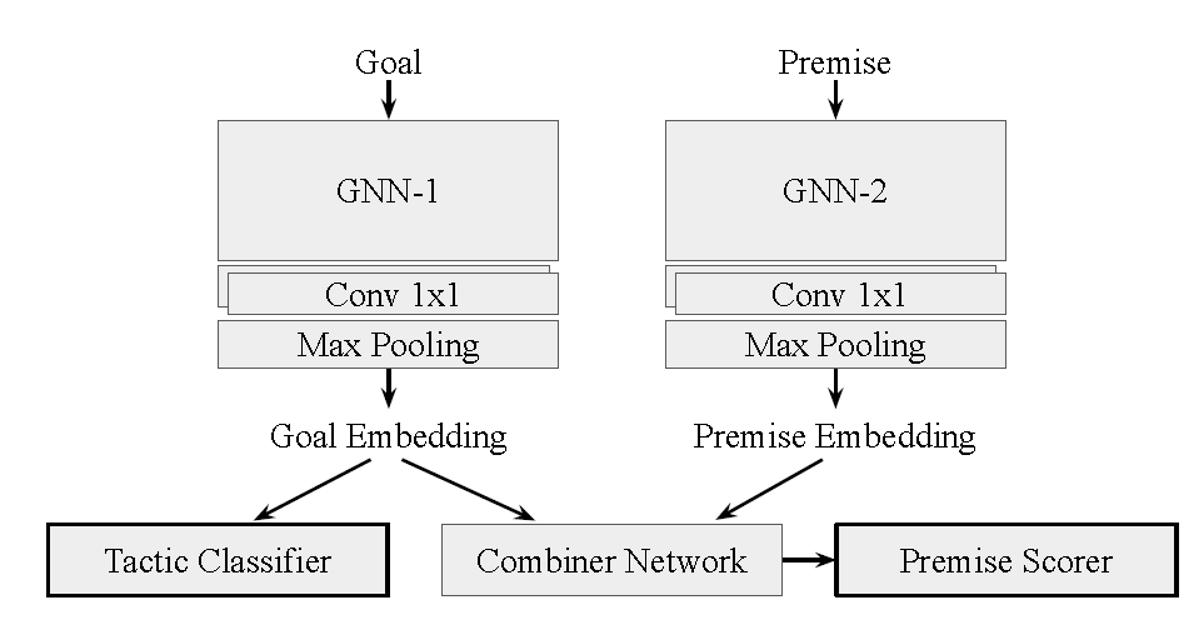 Goal
Premise
GNN-1
GNN-2
Conv 1x1
Conv 1x1
Max Pooling
Max Pooling
Goal Embedding
Premise Embedding
Tactic Classifier
Combiner Network
Premise Scorer